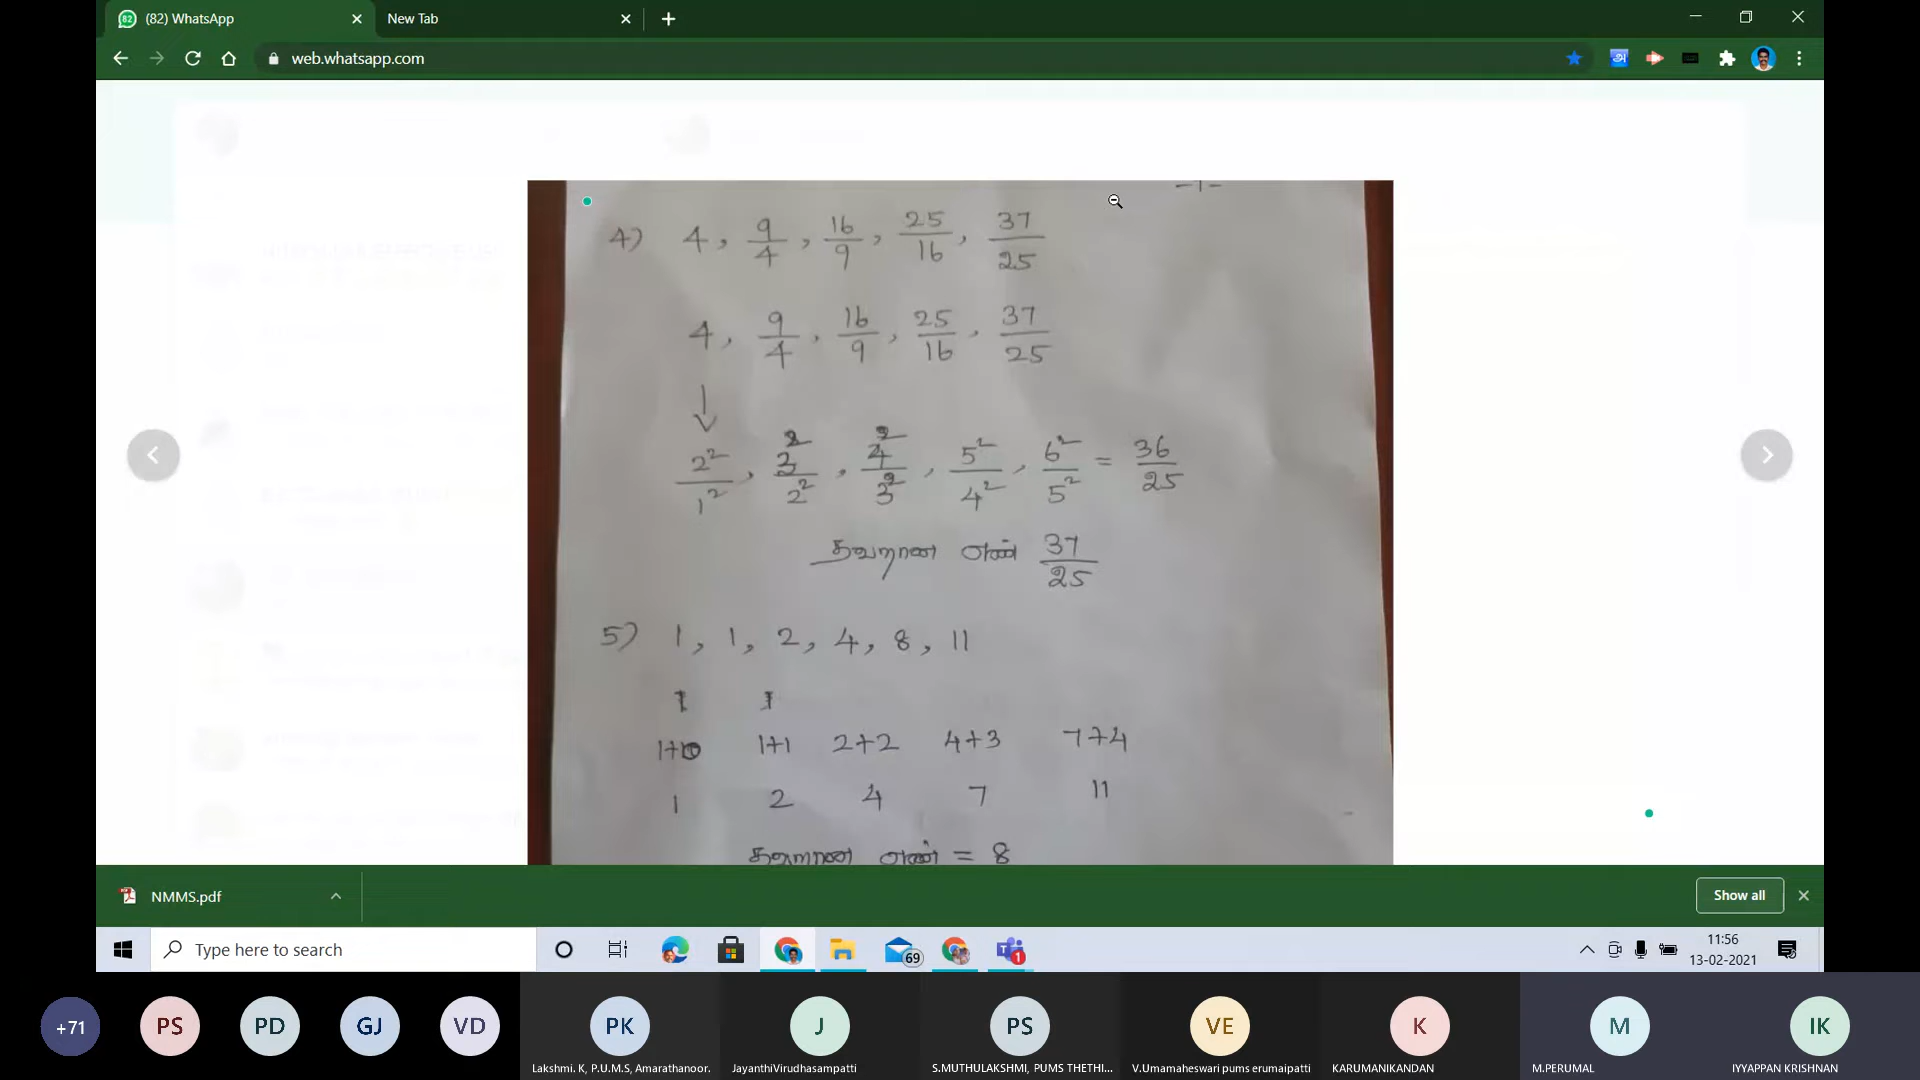 (82) WhatsApp
New Tab
web.whatsapp.com
4) 4, 9/4, 16/9, 25/16, 37/25
4, 9/4, 16/9, 25/16, 37/25
2²/1², 3²/2², 4²/3², 5²/4², 6²/5² = 36/25
தவறான எண் 37/25
5) 1, 1, 2, 4, 8, 11
1 1
1+0 1+1 2+2 4+3 7+4
1 2 4 7 11
தவறான எண் = 8
NMMS.pdf
Show all
Type here to search
69
1
11:56
13-02-2021
+71
PS
PD
GJ
VD
PK
J
PS
VE
K
M
IK
Lakshmi. K, P.U.M.S, Amarathanoor.
JayanthiVirudhasampatti
S.MUTHULAKSHMI, PUMS THETHI...
V.Umamaheswari pums erumaipatti
KARUMANIKANDAN
M.PERUMAL
IYYAPPAN KRISHNAN